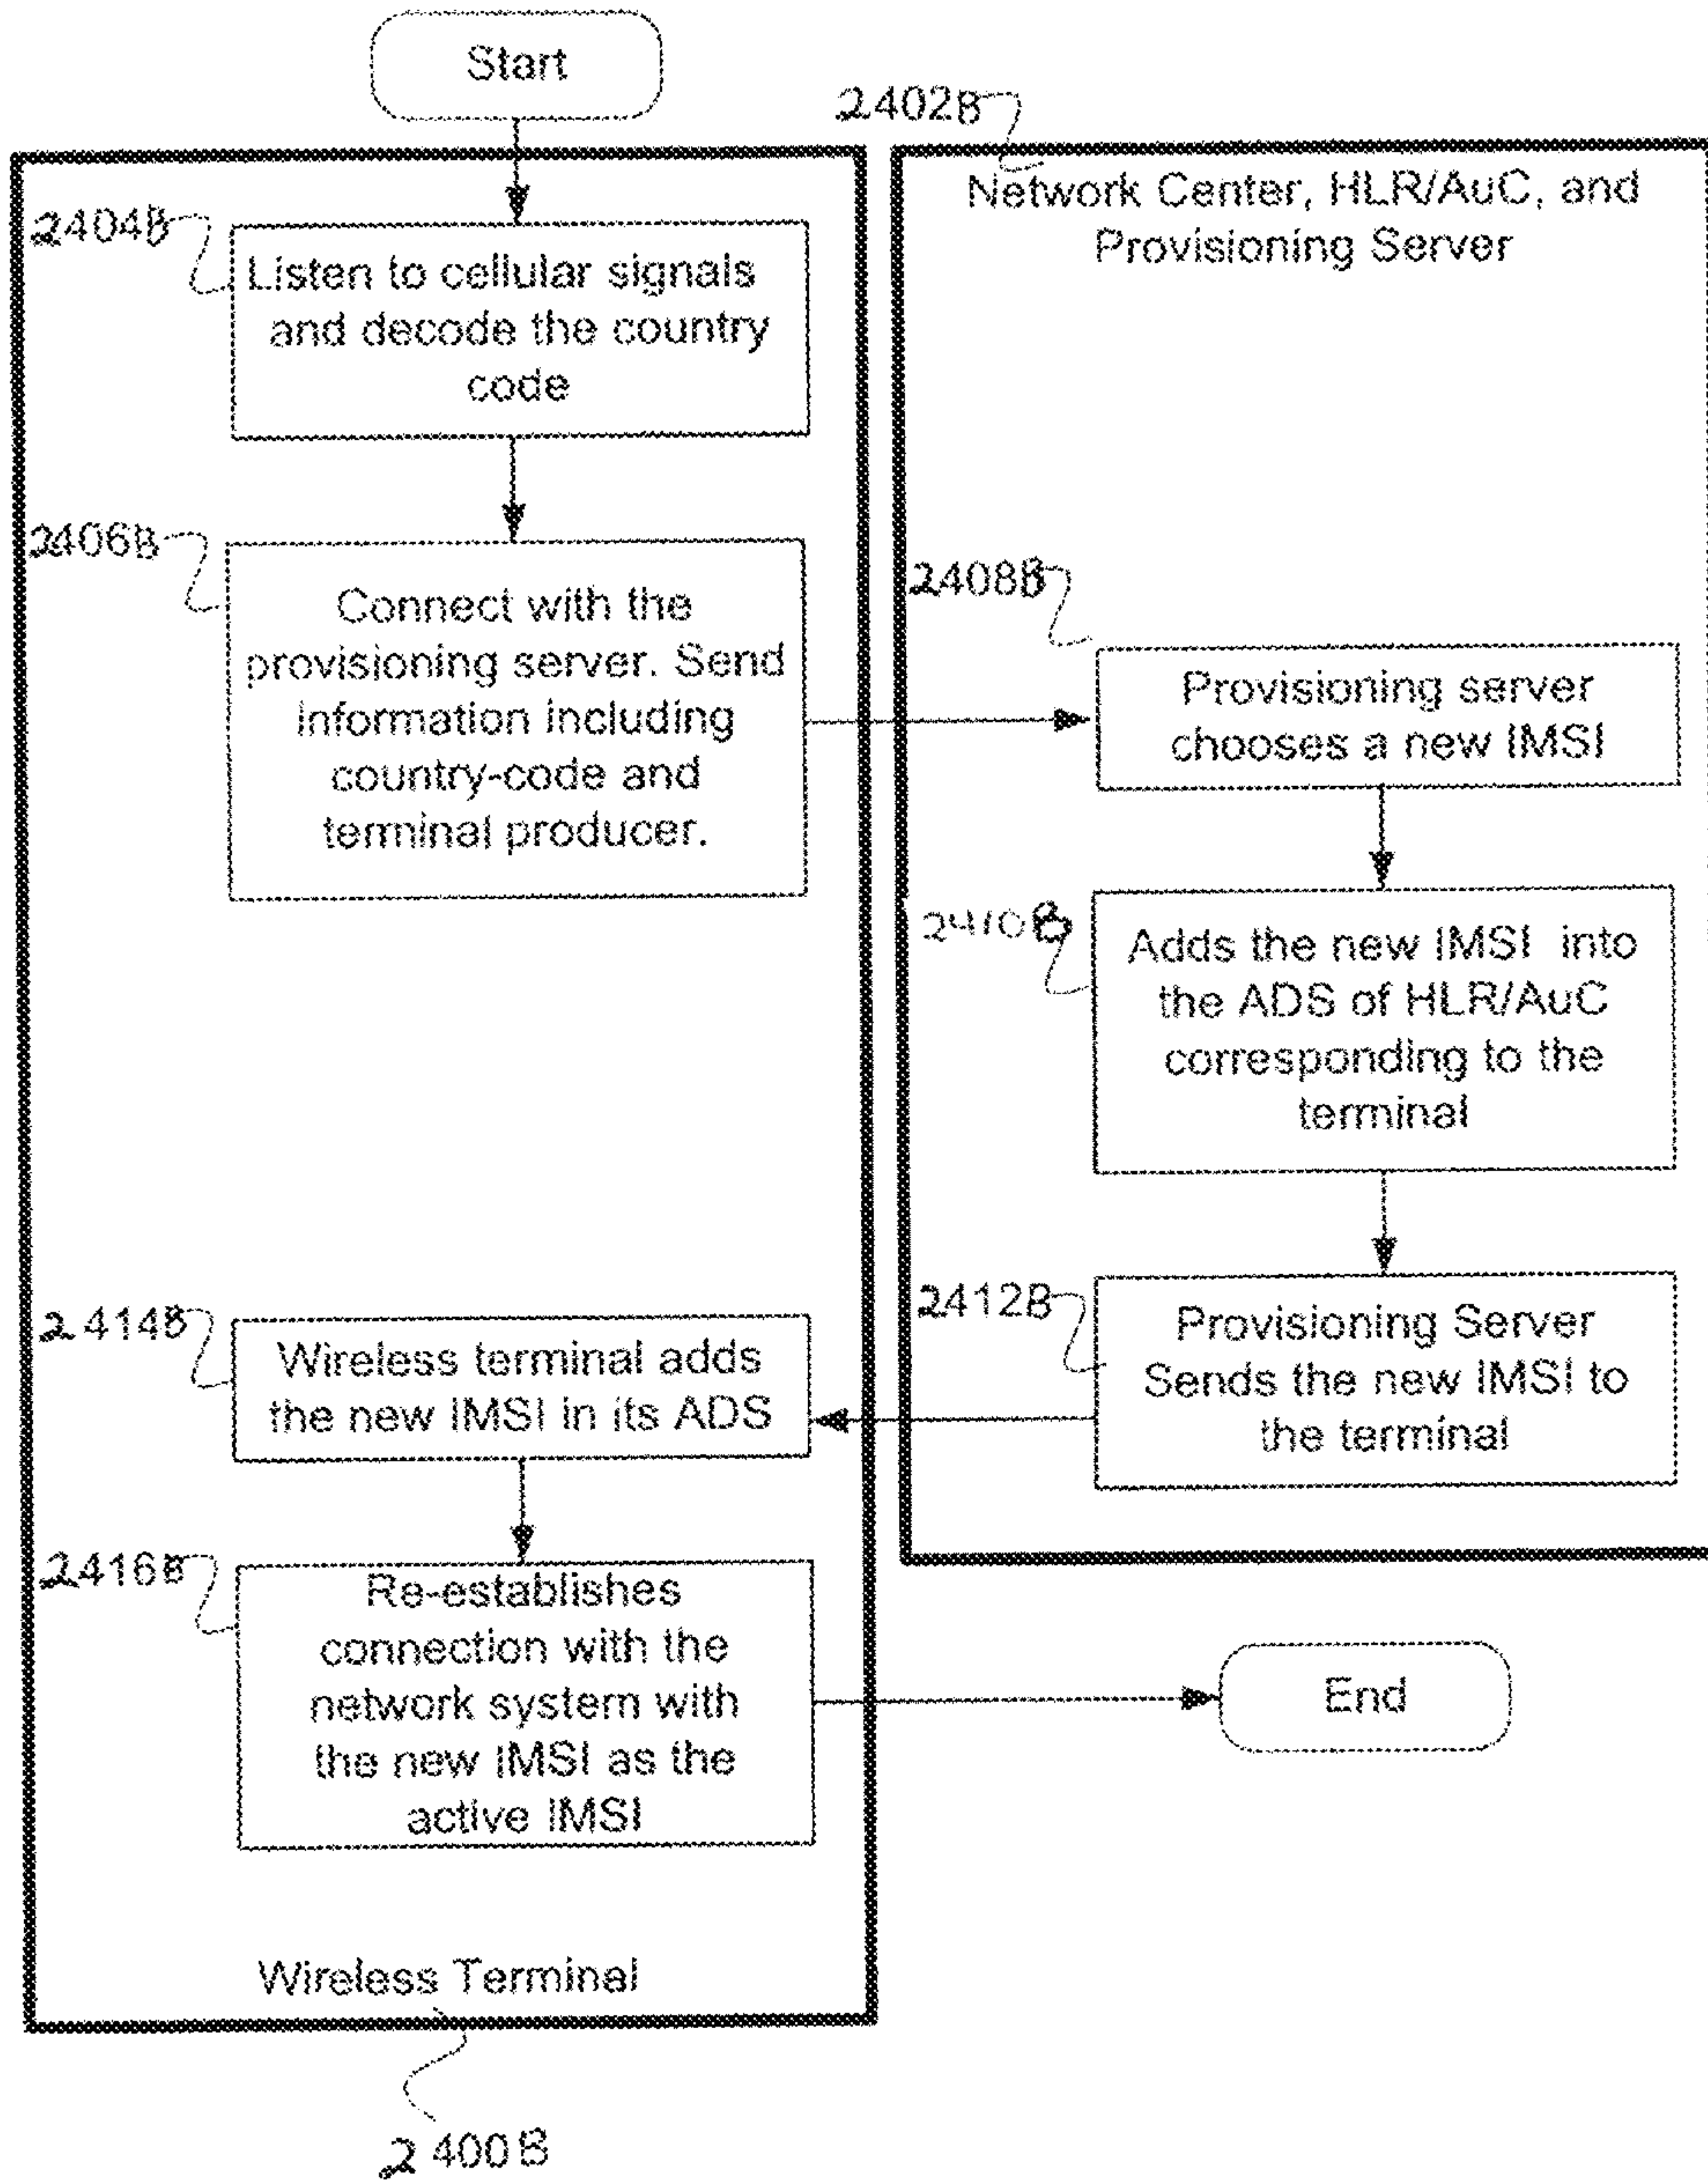 Start
2402B
Network Center, HLR/AuC, and
Provisioning Server
2404B
Listen to cellular signals
and decode the country
code
2406B
Connect with the
provisioning server. Send
information including
country-code and
terminal producer.
2408B
Provisioning server
chooses a new IMSI
2410B
Adds the new IMSI into
the ADS of HLR/AuC
corresponding to the
terminal
2412B
Provisioning Server
Sends the new IMSI to
the terminal
2414B
Wireless terminal adds
the new IMSI in its ADS
2416B
Re-establishes
connection with the
network system with
the new IMSI as the
active IMSI
End
Wireless Terminal
2400B